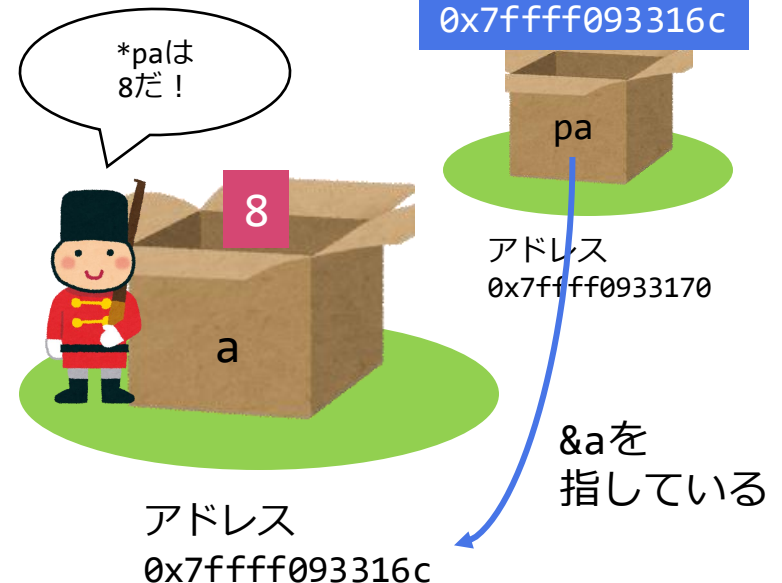 *paは
8だ！
0x7ffff093316c
pa
8
a
アドレス
0x7ffff0933170
&aを
指している
アドレス
0x7ffff093316c